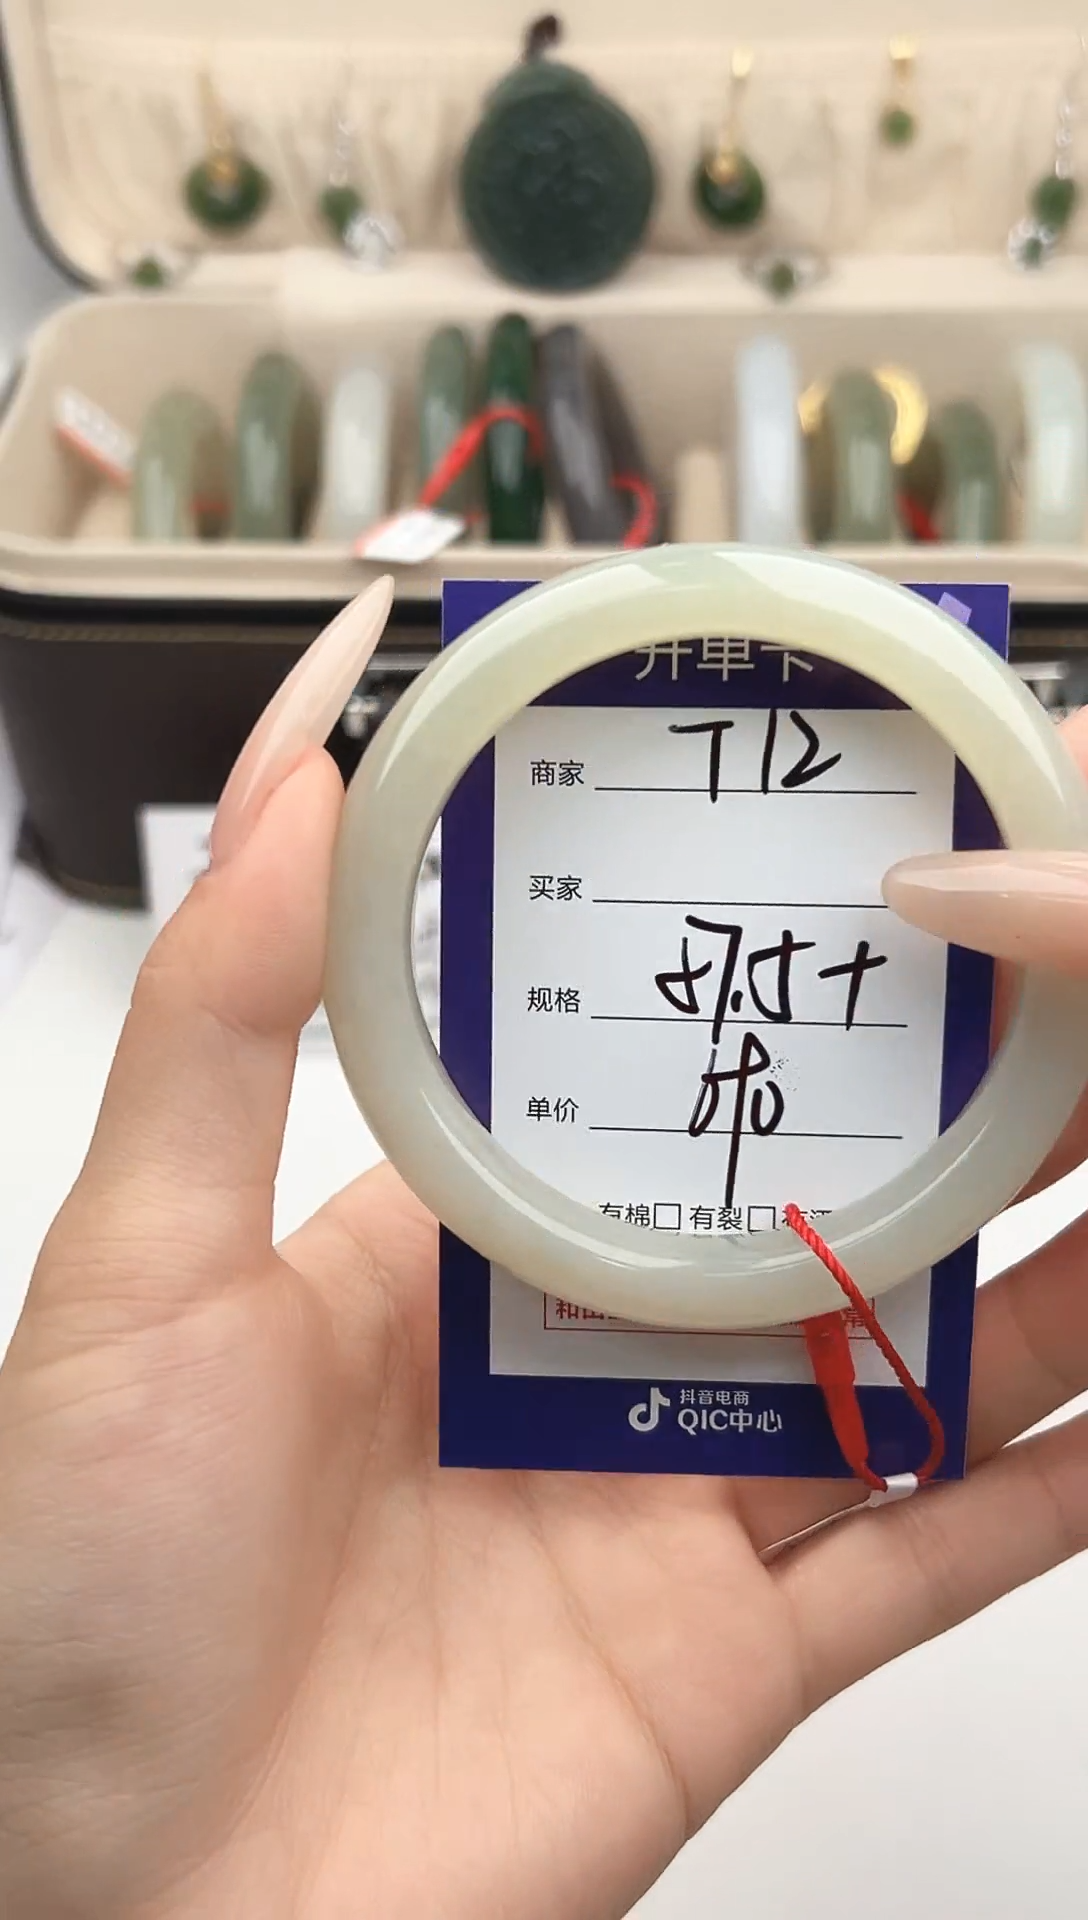 开单卡
商家 T12
买家
规格 57.5+
单价
有棉□ 有裂□
抖音电商
QIC中心